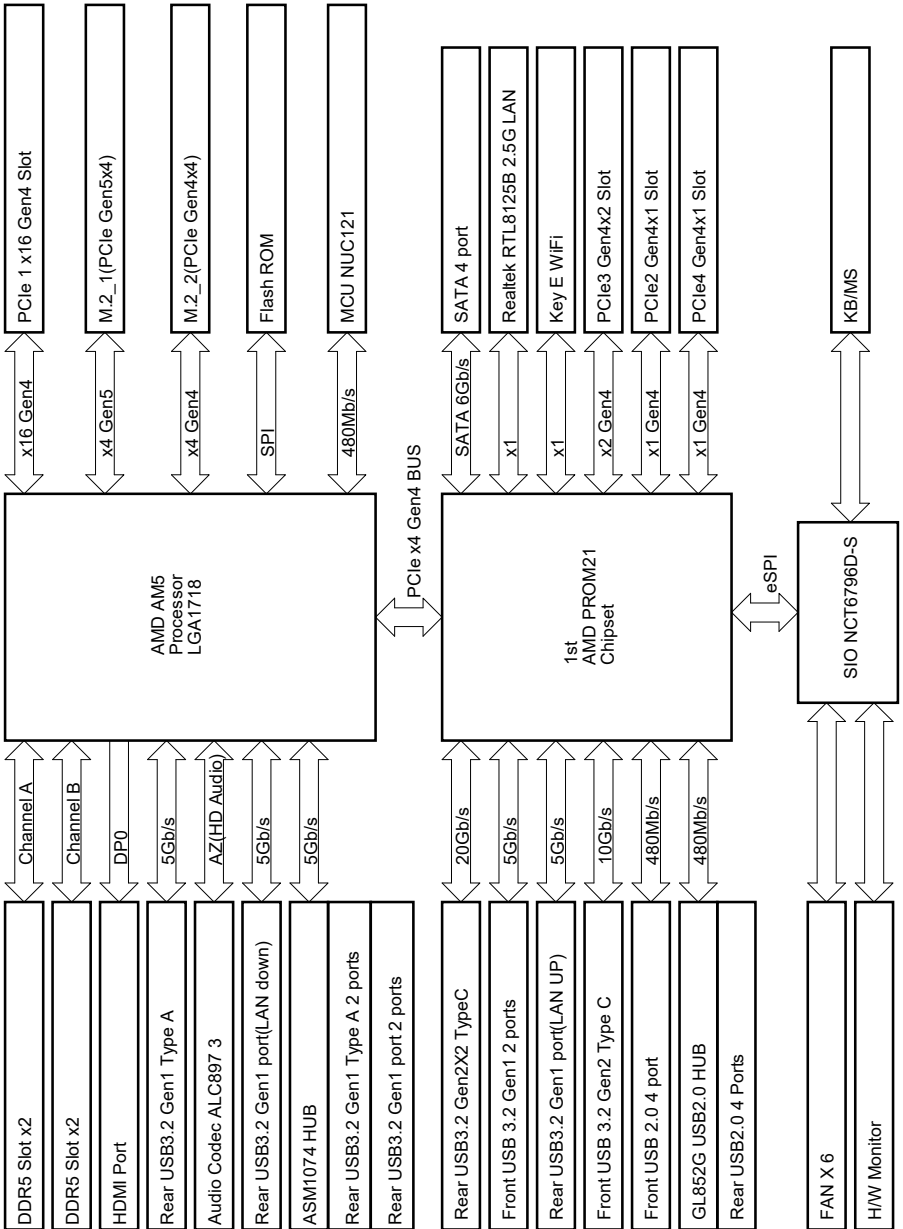 PCIe 1 x16 Gen4 Slot
M.2_1(PCIe Gen5x4)
M.2_2(PCIe Gen4x4)
Flash ROM
MCU NUC121
x16 Gen4
x4 Gen5
x4 Gen4
SPI
480Mb/s
AMD AM5
Processor
LGA1718
Channel A
Channel B
DP0
5Gb/s
AZ(HD Audio)
5Gb/s
5Gb/s
DDR5 Slot x2
DDR5 Slot x2
HDMI Port
Rear USB3.2 Gen1 Type A
Audio Codec ALC897 3
Rear USB3.2 Gen1 port(LAN down)
ASM1074 HUB
Rear USB3.2 Gen1 Type A 2 ports
Rear USB3.2 Gen1 port 2 ports
PCIe x4 Gen4 BUS
SATA 4 port
Realtek RTL8125B 2.5G LAN
Key E WiFi
PCIe3 Gen4x2 Slot
PCIe2 Gen4x1 Slot
PCIe4 Gen4x1 Slot
SATA 6Gb/s
x1
x1
x2 Gen4
x1 Gen4
x1 Gen4
1st
AMD PROM21
Chipset
20Gb/s
5Gb/s
5Gb/s
10Gb/s
480Mb/s
480Mb/s
Rear USB3.2 Gen2X2 TypeC
Front USB 3.2 Gen1 2 ports
Rear USB3.2 Gen1 port(LAN UP)
Front USB 3.2 Gen2 Type C
Front USB 2.0 4 port
GL852G USB2.0 HUB
Rear USB2.0 4 Ports
eSPI
KB/MS
SIO NCT6796D-S
FAN X 6
H/W Monitor